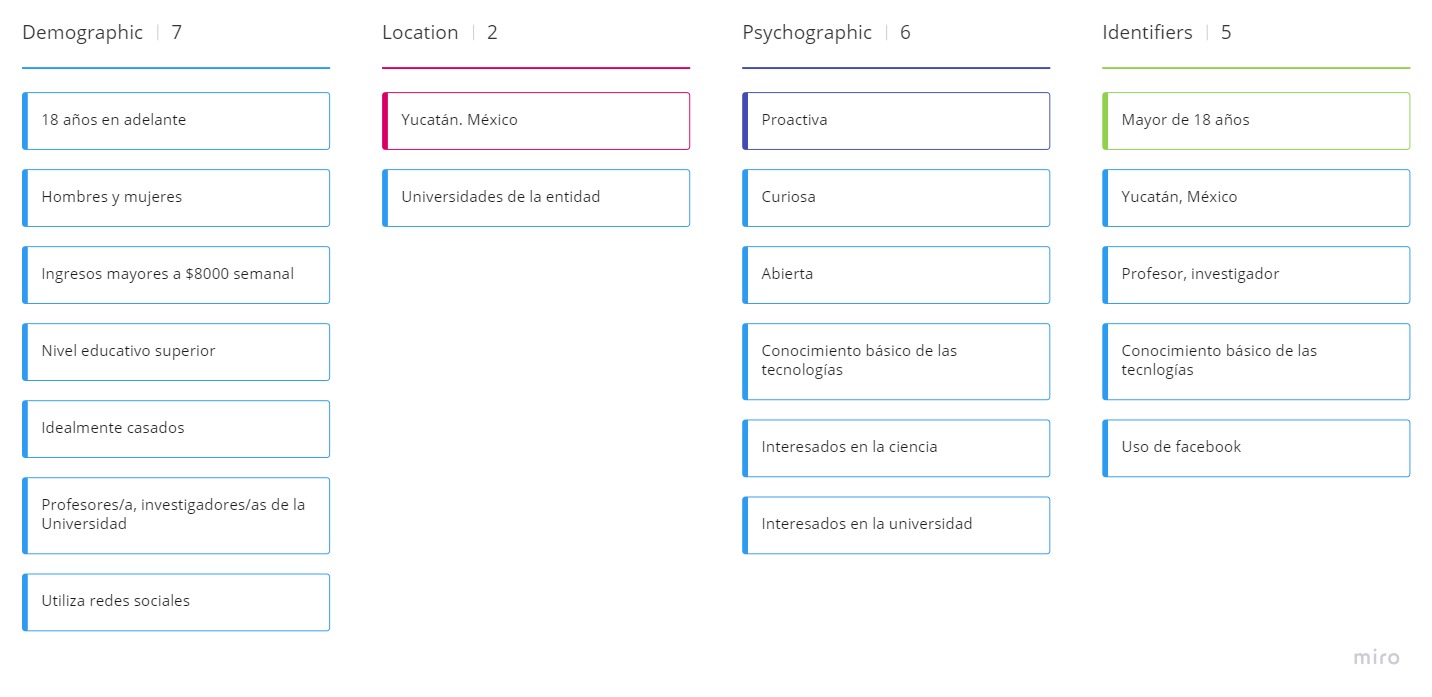 Demographic | 7
18 años en adelante
Hombres y mujeres
Ingresos mayores a $8000 semanal
Nivel educativo superior
Idealmente casados
Profesores/a, investigadores/as de la
Universidad
Utiliza redes sociales
Location | 2
Yucatán. México
Universidades de la entidad
Psychographic | 6
Proactiva
Curiosa
Abierta
Conocimiento básico de las
tecnologías
Interesados en la ciencia
Interesados en la universidad
Identifiers | 5
Mayor de 18 años
Yucatán, México
Profesor, investigador
Conocimiento básico de las
tecnlogías
Uso de facebook
miro